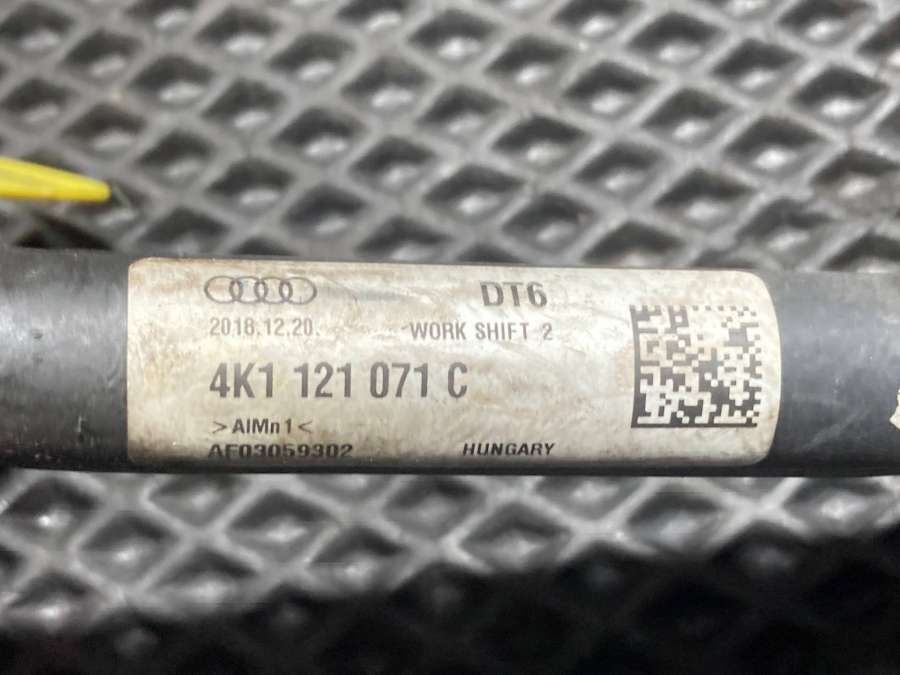 DT6
2018.12.20. WORK SHIFT 2
4K1 121 071 C
>AlMn1<
AF03059302 HUNGARY